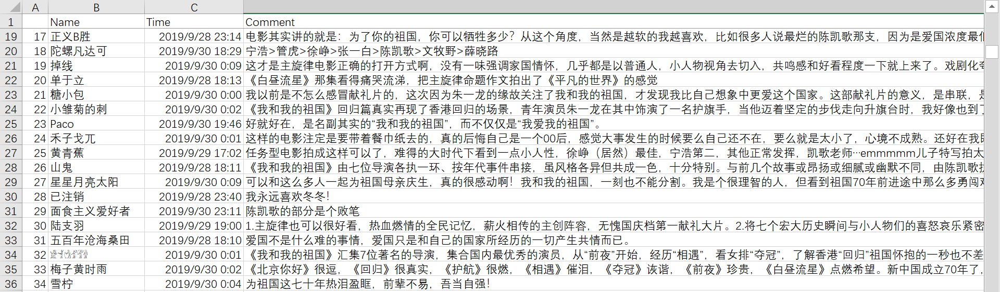 A B C
1 Name Time Comment
19 17 正义B胜 2019/9/28 23:14 电影其实讲的就是：为了你的祖国，你可以牺牲多少？从这个角度，当然是越软的我越喜欢，比如很多人说最烂的陈凯歌那支，因为是爱国浓度最
20 18 陀螺凡达可 2019/9/30 18:29 宁浩>管虎>徐峥>张一白>陈凯歌>文牧野>薛晓路
21 19 掉线 2019/9/30 0:09 这才是主旋律电影正确的打开方式啊，没有一味强调家国情怀，几乎都是以普通人，小人物视角去切入，共鸣感和好看程度一下就上来了。戏剧化
22 20 单于立 2019/9/28 18:13 《白昼流星》那集看得痛哭流涕，把主旋律命题作文拍出了《平凡的世界》的感觉
23 21 糖小包 2019/9/30 0:00 我以前是不怎么感冒献礼片的，这次因为朱一龙的缘故关注了我和我的祖国，才发现我比自己想象中更爱这个国家。这部献礼片的意义，是串联，
24 22 小雏菊的刺 2019/9/30 0:02 《我和我的祖国》回归篇真实再现了香港回归的场景，青年演员朱一龙在其中饰演了一名护旗手，当他迈着坚定的步伐走向升旗台时，我好像也到
25 23 Paco 2019/9/30 19:46 好就好在，是名副其实的“我和我的祖国”，而不仅仅是“我爱我的祖国”。
26 24 禾子戈兀 2019/9/30 0:01 这样的电影注定是要带着餐巾纸去的，真的后悔自己是一个00后，感觉大事发生的时候要么自己还不在，要么就是太小了，心境不成熟。还好在我
27 25 黄青蕉 2019/9/29 17:02 任务型电影拍成这样可以了，难得的大时代下看到一点小人性，徐峥（居然）最佳，宁浩第二，其他正常发挥，凯歌老师…emmmmm儿子特写拍太
28 26 山鬼 2019/9/28 18:11 《我和我的祖国》由七位导演各执一环、按年代事件串接，虽风格各异但共成一色，十分特别。与前几个故事或昂扬或细腻或幽默不同，由陈凯歌
29 27 星星月亮太阳 2019/9/30 0:09 可以和这么多人一起为祖国母亲庆生，真的很感动啊！我和我的祖国，一刻也不能分割。我是个很理智的人，但看到祖国70年前进途中那么多勇闯
30 28 已注销 2019/9/28 23:40 我永远喜欢冬冬！
31 29 面食主义爱好者 2019/9/30 23:11 陈凯歌的部分是个败笔
32 30 陆支羽 2019/9/29 19:00 1.主旋律也可以很好看，热血燃情的全民记忆，薪火相传的主创阵容，无愧国庆档第一献礼大片。2.将七个宏大历史瞬间与小人物们的喜怒哀乐紧密
33 31 五百年沧海桑田 2019/9/28 18:10 爱国不是什么难的事情，爱国只是和自己的国家所经历的一切产生共情而已。
34 32 2019/9/30 0:01 《我和我的祖国》汇集7位著名的导演，集合国内最优秀的演员，从“前夜”开始，经历“相遇”，看女排“夺冠”，了解香港“回归”祖国怀抱的一秒也不差
35 33 梅子黄时雨 2019/9/30 0:02 《北京你好》很逗，《回归》很真实，《护航》很燃，《相遇》催泪，《夺冠》诙谐，《前夜》珍贵，《白昼流星》点燃希望。新中国成立70年了，
36 34 雪柠 2019/9/30 0:04 为祖国这七十年热泪盈眶，前辈不易，吾当自强！